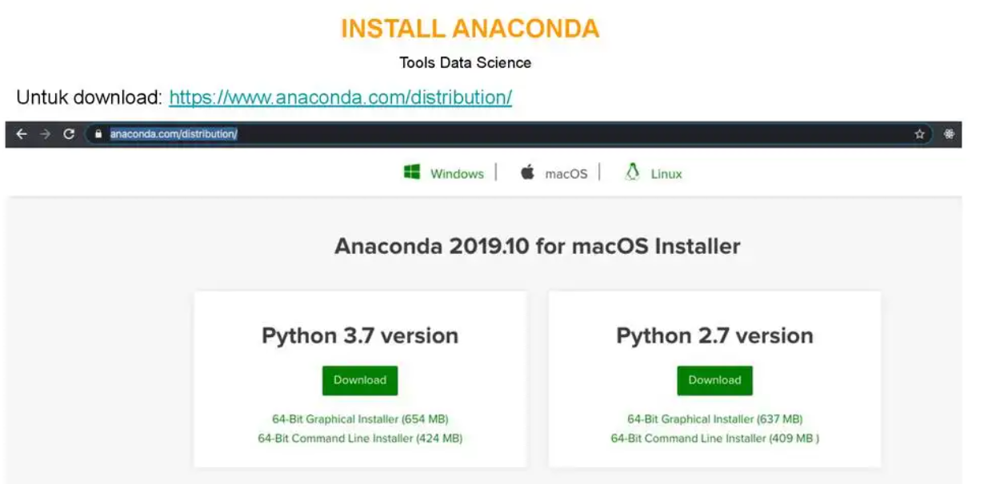 INSTALL ANACONDA
Tools Data Science
Untuk download: https://www.anaconda.com/distribution/
anaconda.com/distribution/
Windows | macOS | Linux
Anaconda 2019.10 for macOS Installer
Python 3.7 version
Download
64-Bit Graphical Installer (654 MB)
64-Bit Command Line Installer (424 MB)
Python 2.7 version
Download
64-Bit Graphical Installer (637 MB)
64-Bit Command Line Installer (409 MB )